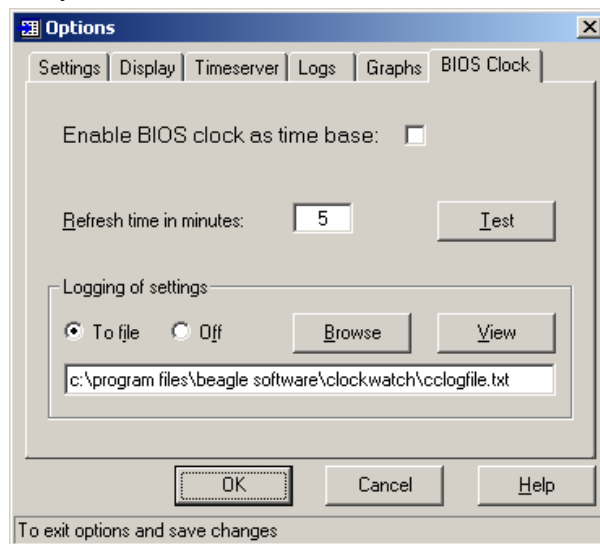 Options
Settings Display Timeserver Logs Graphs BIOS Clock
Enable BIOS clock as time base:
Refresh time in minutes: 5 Test
Logging of settings
To file Off Browse View
c:\program files\beagle software\clockwatch\cclogfile.txt
OK Cancel Help
To exit options and save changes